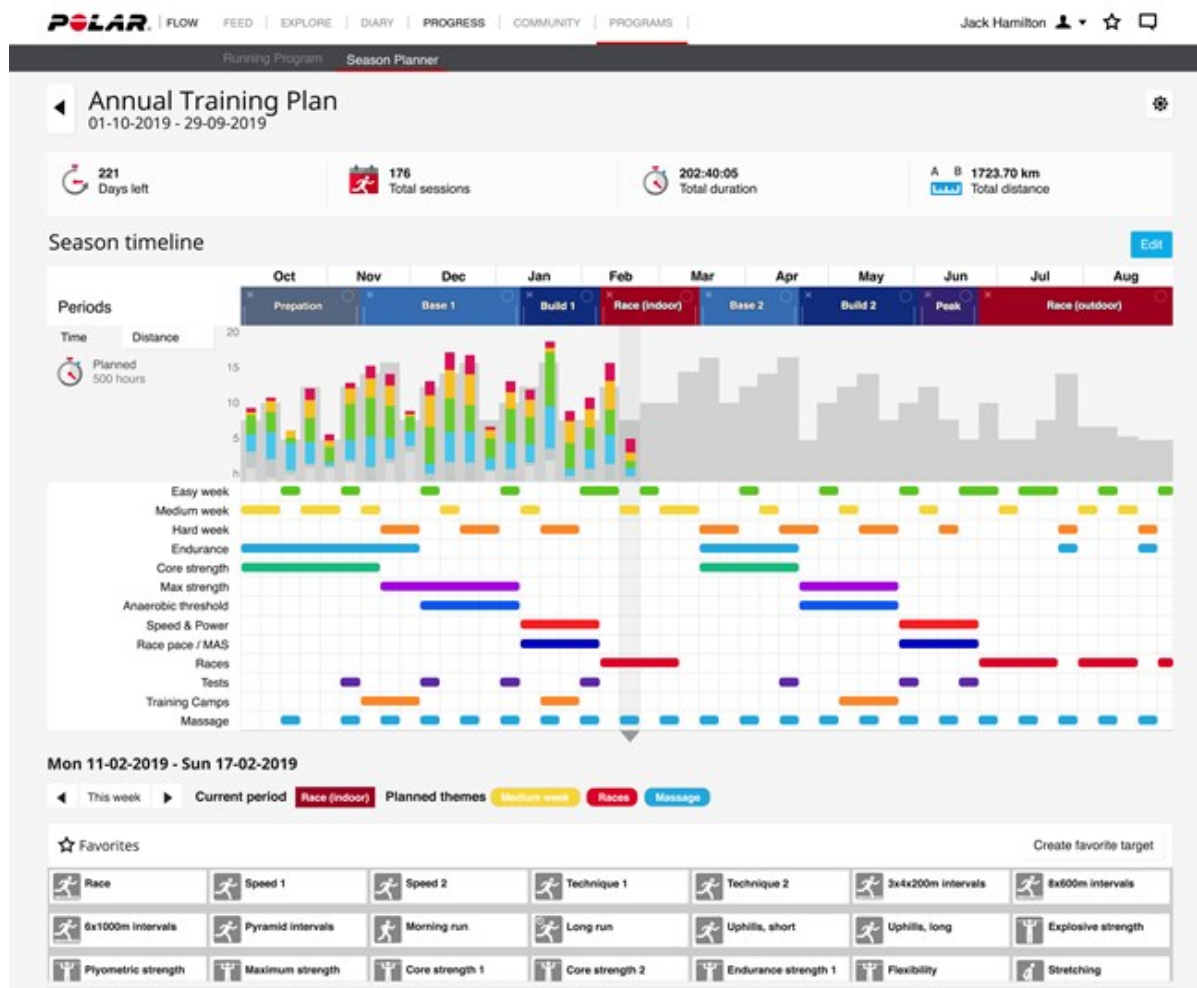 POLAR. FLOW FEED EXPLORE DIARY PROGRESS COMMUNITY PROGRAMS Jack Hamilton
Running Program Season Planner
Annual Training Plan
01-10-2019 - 29-09-2019
221 176 202:40:05 A B 1723.70 km
Days left Total sessions Total duration Total distance
Season timeline Edit
Oct Nov Dec Jan Feb Mar Apr May Jun Jul Aug
Periods Prepation Base 1 Build 1 Race (indoor) Base 2 Build 2 Peak Race (outdoor)
Time Distance 20
Planned
500 hours
15
10
5
h
Easy week
Medium week
Hard week
Endurance
Core strength
Max strength
Anaerobic threshold
Speed & Power
Race pace / MAS
Races
Tests
Training Camps
Massage
Mon 11-02-2019 - Sun 17-02-2019
This week Current period Race (indoor) Planned themes Medium week Races Massage
Favorites Create favorite target
Race Speed 1 Speed 2 Technique 1 Technique 2 3x4x200m intervals 8x600m intervals
6x1000m intervals Pyramid intervals Morning run Long run Uphills, short Uphills, long Explosive strength
Plyometric strength Maximum strength Core strength 1 Core strength 2 Endurance strength 1 Flexibility Stretching